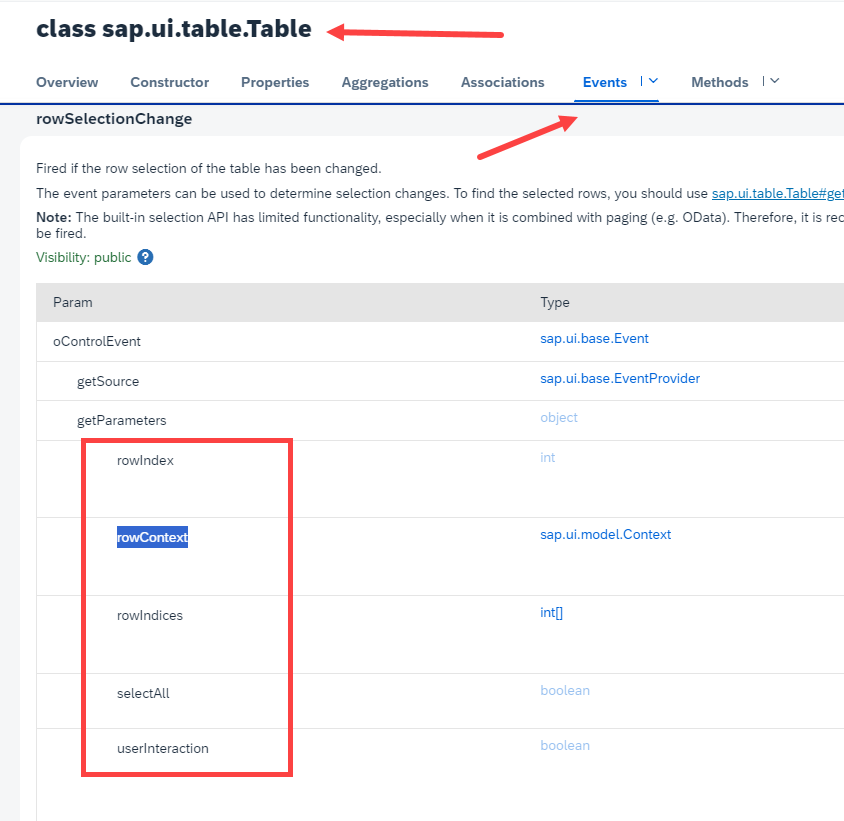 class sap.ui.table.Table
Overview Constructor Properties Aggregations Associations Events Methods
rowSelectionChange
Fired if the row selection of the table has been changed.
The event parameters can be used to determine selection changes. To find the selected rows, you should use sap.ui.table.Table#get
Note: The built-in selection API has limited functionality, especially when it is combined with paging (e.g. OData). Therefore, it is rec
be fired.
Visibility: public ?
Param Type
oControlEvent sap.ui.base.Event
getSource sap.ui.base.EventProvider
getParameters object
rowIndex int
rowContext sap.ui.model.Context
rowIndices int[]
selectAll boolean
userInteraction boolean